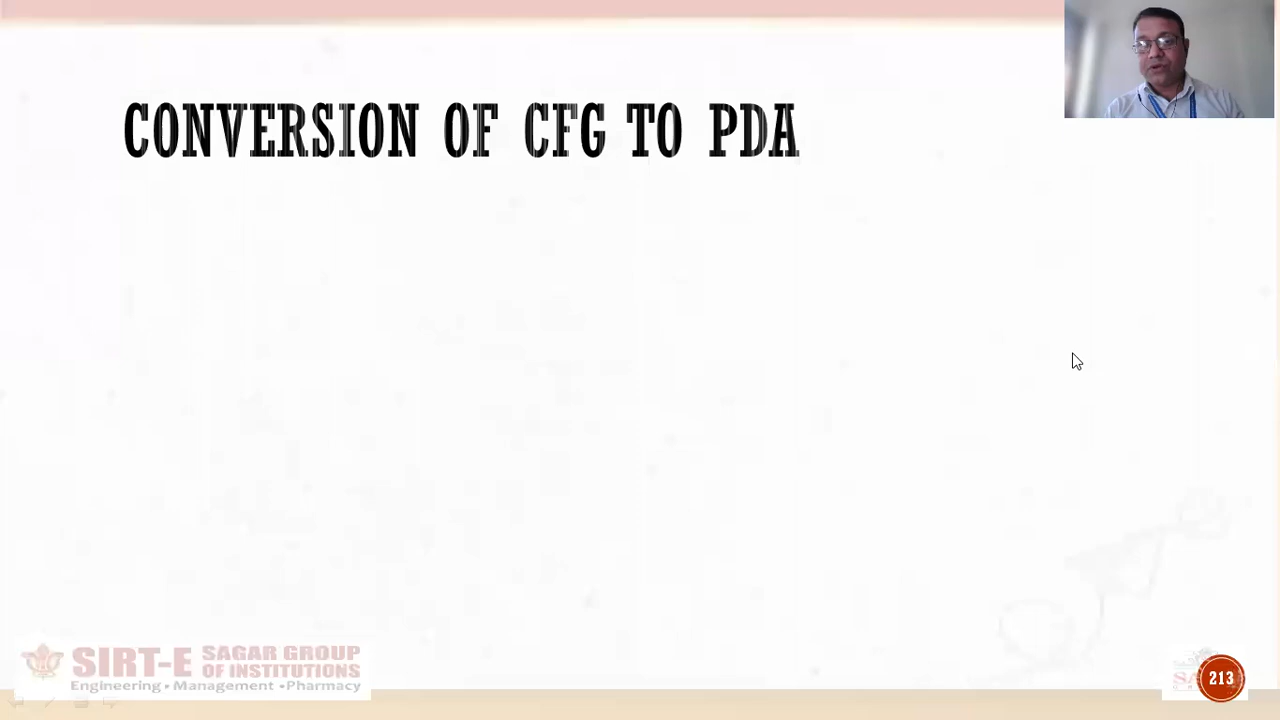 CONVERSION OF CFG TO PDA
SIRT-E SAGAR GROUP OF INSTITUTIONS
Engineering • Management • Pharmacy
213